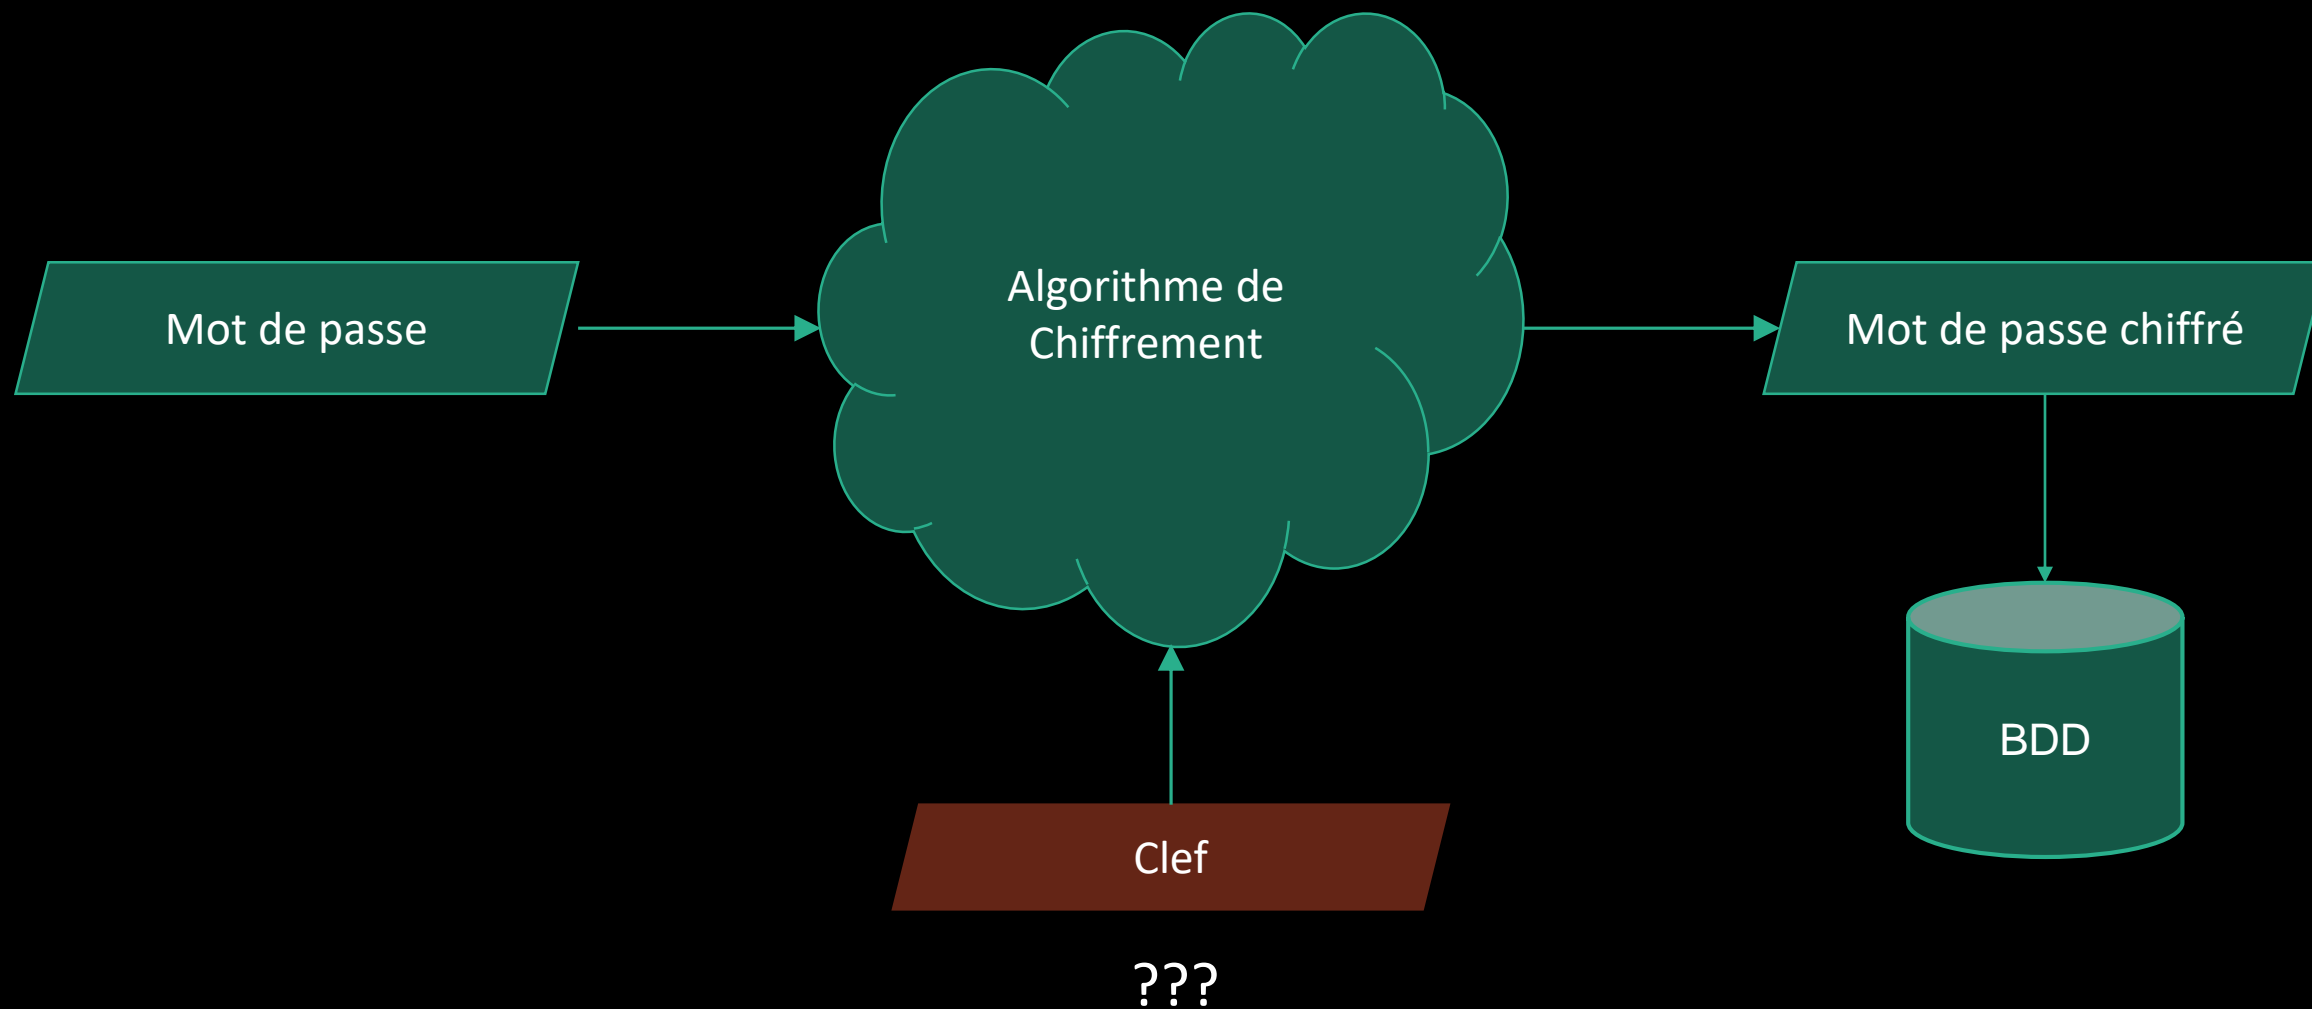 Mot de passe
Algorithme de
Chiffrement
Mot de passe chiffré
BDD
Clef
???